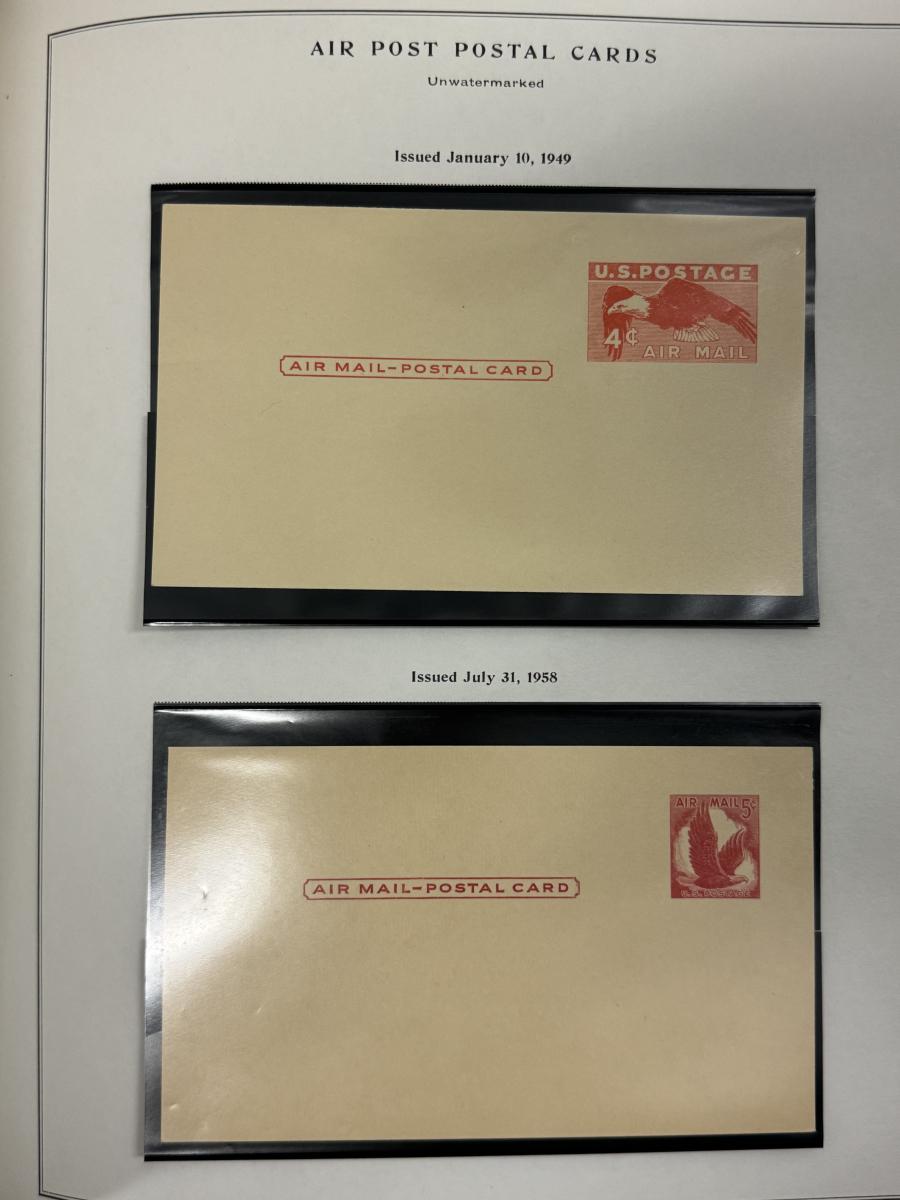 AIR POST POSTAL CARDS
Unwatermarked
Issued January 10, 1949
U.S.POSTAGE
4¢
AIR MAIL
AIR MAIL–POSTAL CARD
Issued July 31, 1958
AIR MAIL 5¢
U.S. POSTAGE
AIR MAIL–POSTAL CARD